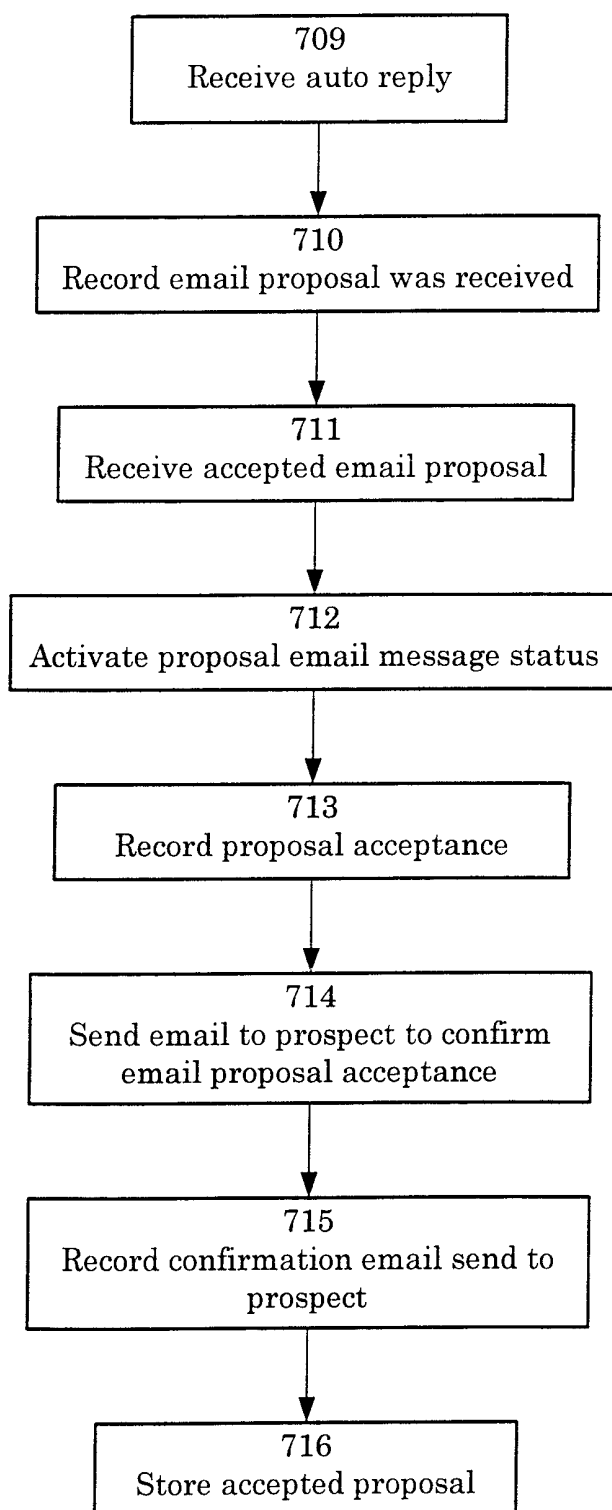 709
Receive auto reply
710
Record email proposal was received
711
Receive accepted email proposal
712
Activate proposal email message status
713
Record proposal acceptance
714
Send email to prospect to confirm
email proposal acceptance
715
Record confirmation email send to
prospect
716
Store accepted proposal